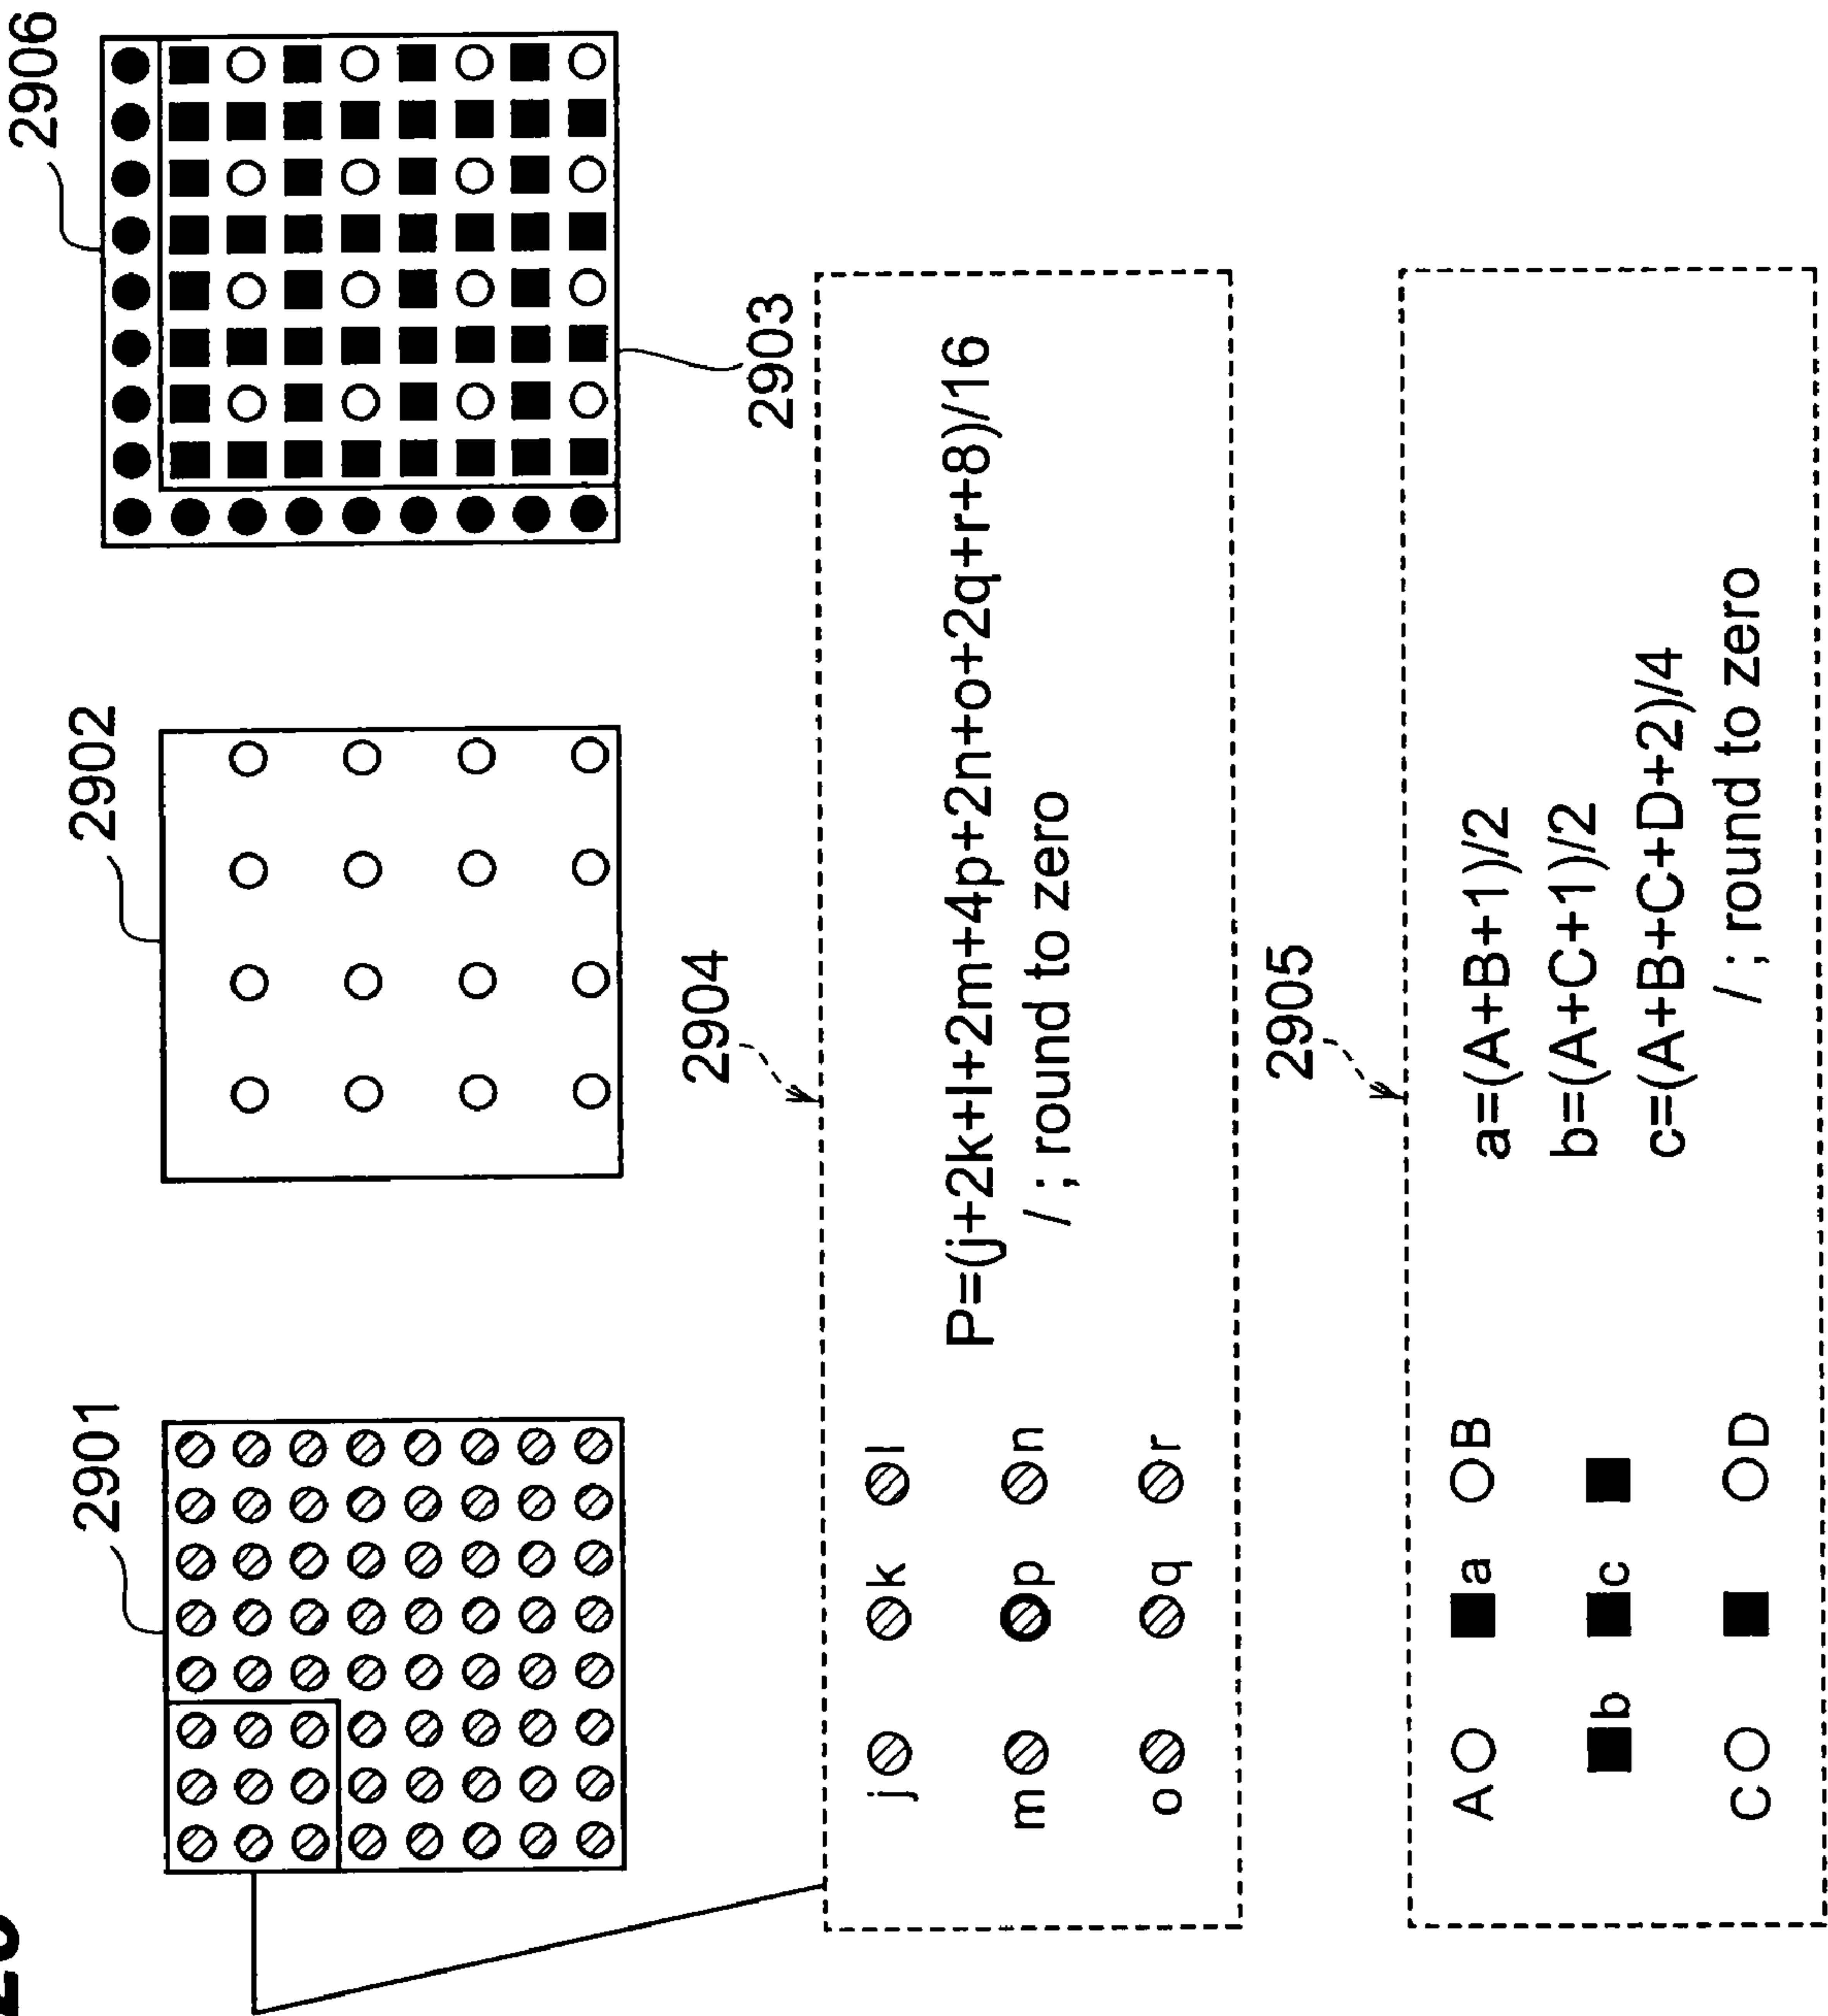 2901
2902
2906
2903
2904
j k l
m p n
o q r
P=(j+2k+l+2m+4p+2n+o+2q+r+8)/16
/ ; round to zero
2905
A a B
b c
C D
a=(A+B+1)/2
b=(A+C+1)/2
c=(A+B+C+D+2)/4
/ ; round to zero